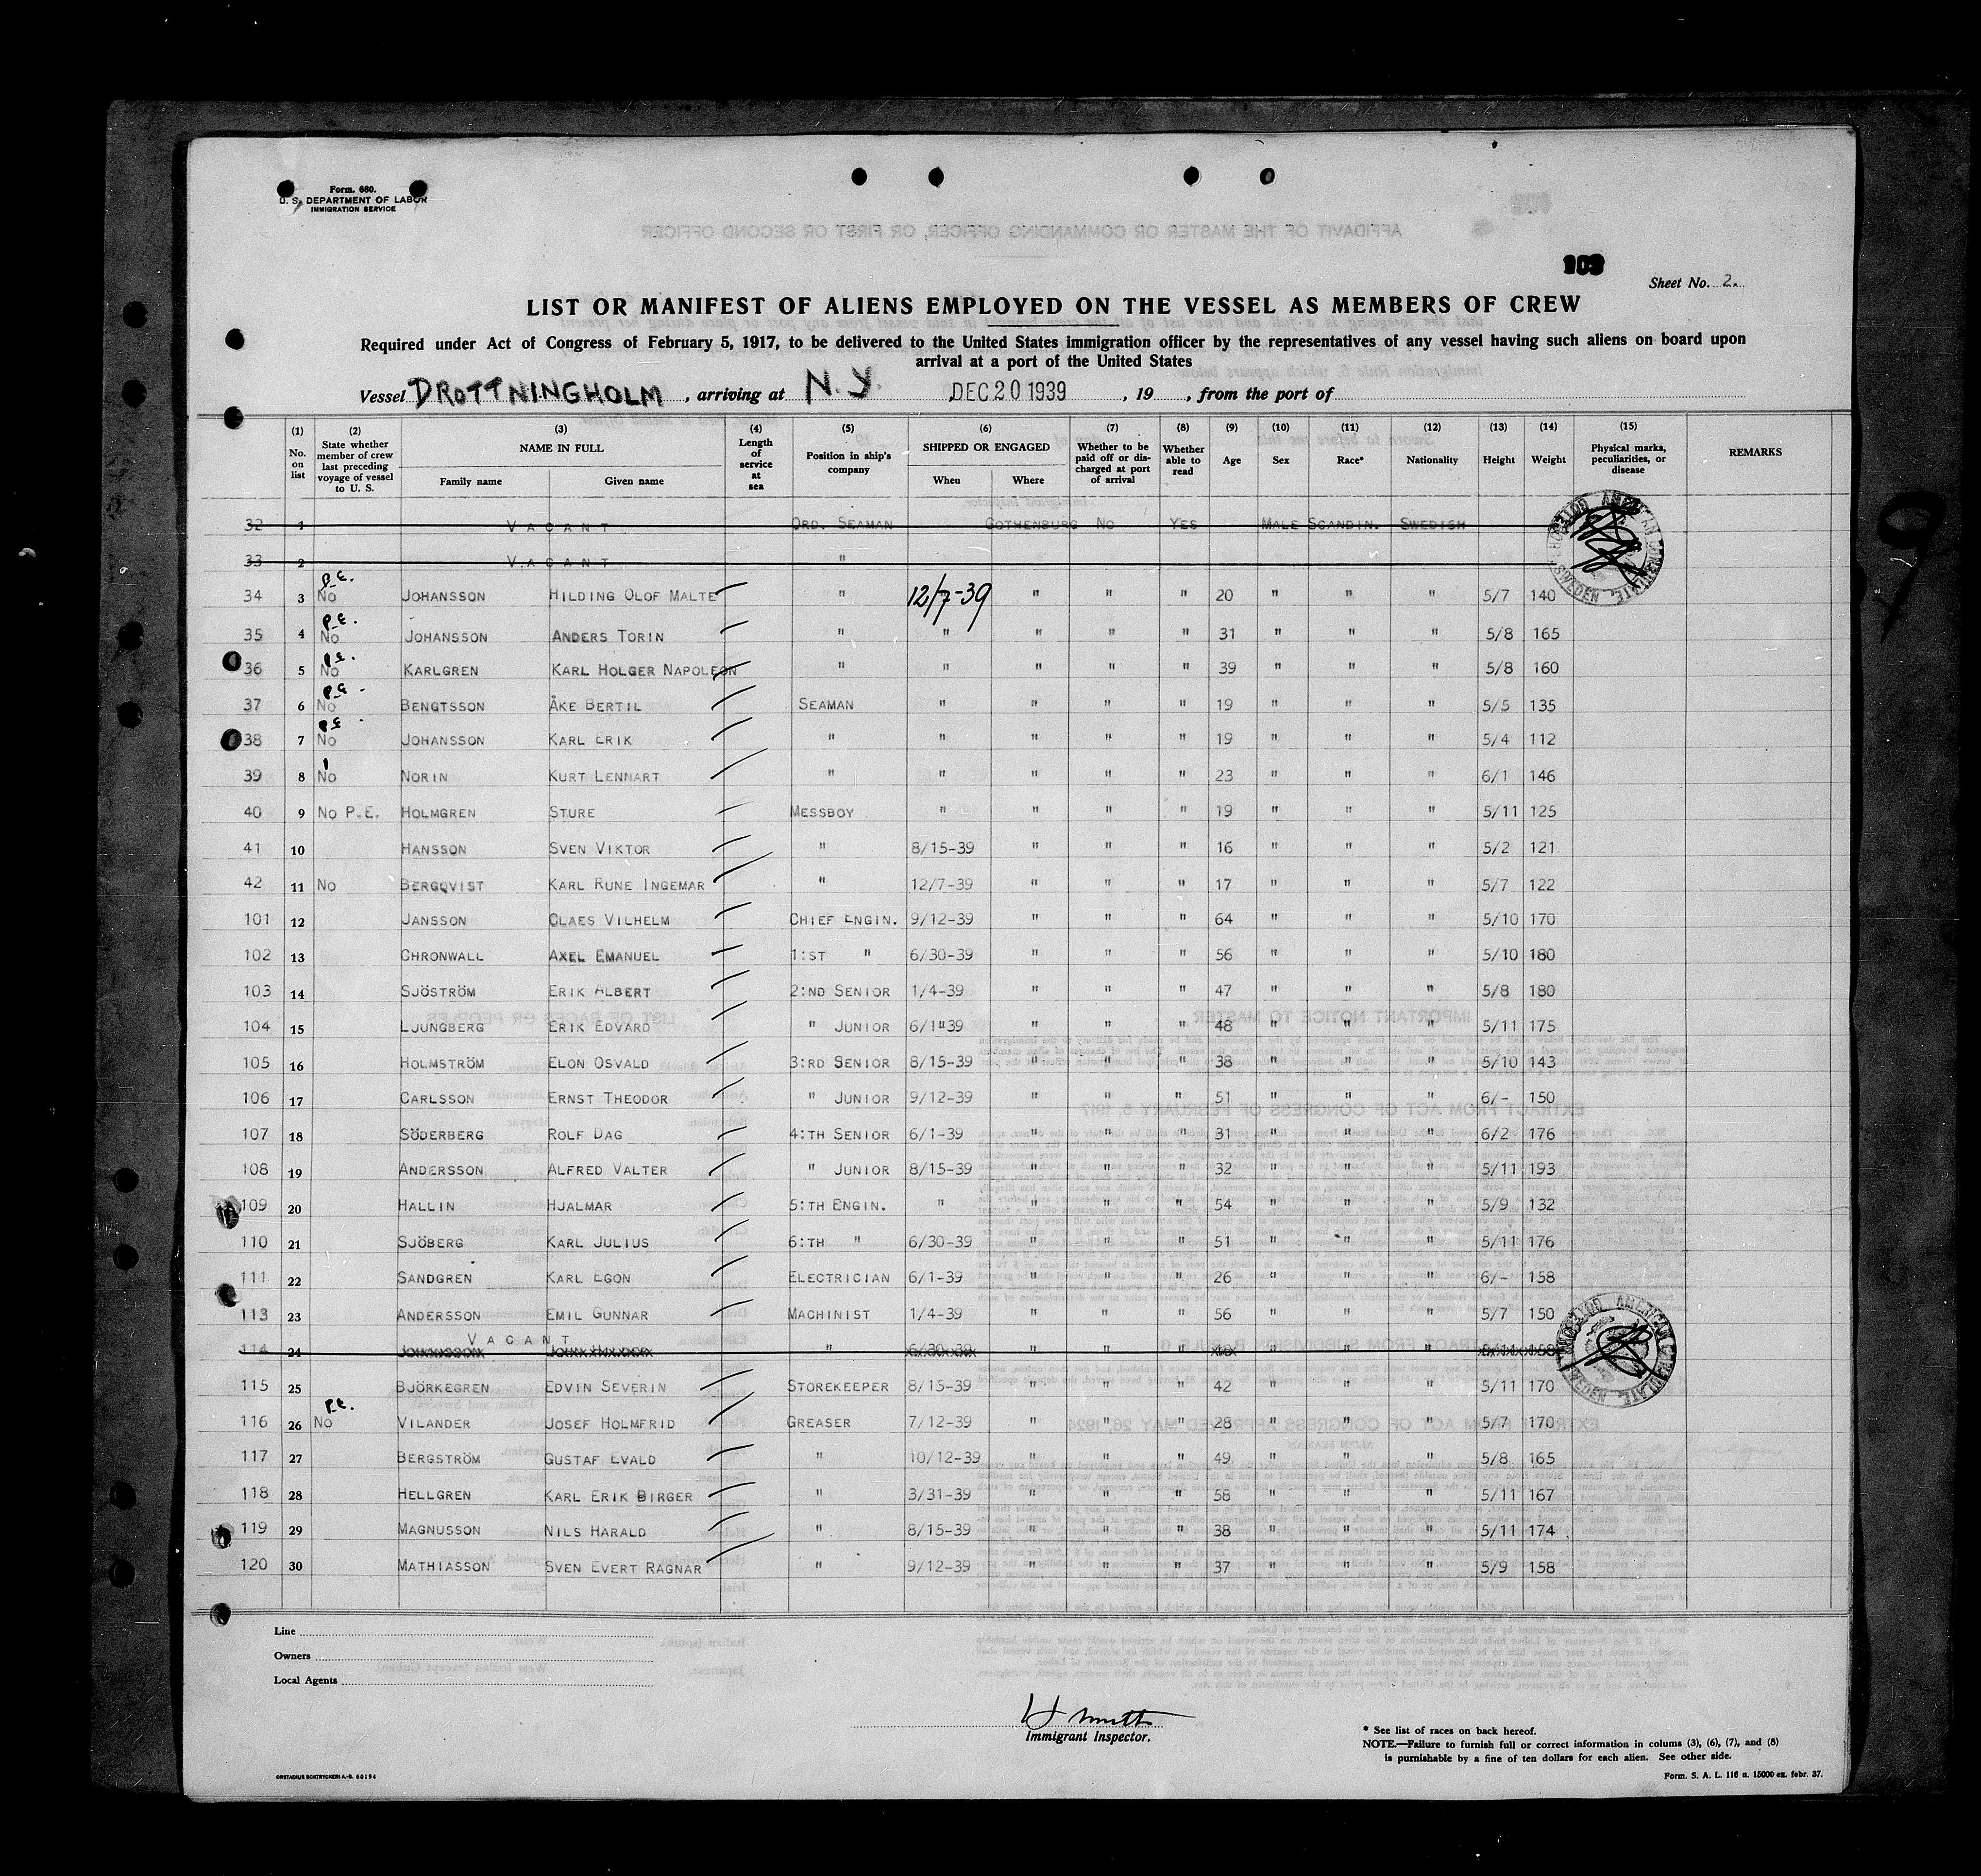 Form. 680.
U. S. DEPARTMENT OF LABOR
IMMIGRATION SERVICE
Sheet No. 2.
LIST OR MANIFEST OF ALIENS EMPLOYED ON THE VESSEL AS MEMBERS OF CREW
Required under Act of Congress of February 5, 1917, to be delivered to the United States immigration officer by the representatives of any vessel having such aliens on board upon
arrival at a port of the United States
Vessel DROTTNINGHOLM, arriving at N. Y. DEC 20 1939, 19, from the port of
(1) No. on list (2) State whether member of crew last preceding voyage of vessel to U. S. (3) NAME IN FULL Family name Given name (4) Length of service at sea (5) Position in ship's company (6) SHIPPED OR ENGAGED When Where (7) Whether to be paid off or discharged at port of arrival (8) Whether able to read (9) Age (10) Sex (11) Race* (12) Nationality (13) Height (14) Weight (15) Physical marks, peculiarities, or disease REMARKS
32 1 VACANT ORD. SEAMAN GOTHENBURG NO YES MALE SCANDIN. SWEDISH
33 2 VACANT "
34 3 P.E. No JOHANSSON HILDING OLOF MALTE " 12/7-39 " " " 20 " " " 5/7 140
35 4 P.E. No JOHANSSON ANDERS TORIN " " " " " 31 " " " 5/8 165
36 5 P.E. No KARLGREN KARL HOLGER NAPOLEON " " " " " 39 " " " 5/8 160
37 6 P.E. No BENGTSSON ÅKE BERTIL SEAMAN " " " " 19 " " " 5/5 135
38 7 P.E. No JOHANSSON KARL ERIK " " " " " 19 " " " 5/4 112
39 8 No NORIN KURT LENNART " " " " " 23 " " " 6/1 146
40 9 No P.E. HOLMGREN STURE MESSBOY " " " " 19 " " " 5/11 125
41 10 HANSSON SVEN VIKTOR " 8/15-39 " " " 16 " " " 5/2 121
42 11 No BERGQVIST KARL RUNE INGEMAR " 12/7-39 " " " 17 " " " 5/7 122
101 12 JANSSON CLAES VILHELM CHIEF ENGIN. 9/12-39 " " " 64 " " " 5/10 170
102 13 CHRONWALL AXEL EMANUEL 1:ST " 6/30-39 " " " 56 " " " 5/10 180
103 14 SJÖSTRÖM ERIK ALBERT 2:ND SENIOR 1/4-39 " " " 47 " " " 5/8 180
104 15 LJUNGBERG ERIK EDVARD " JUNIOR 6/1"39 " " " 48 " " " 5/11 175
105 16 HOLMSTRÖM ELON OSVALD 3:RD SENIOR 8/15-39 " " " 38 " " " 5/10 143
106 17 CARLSSON ERNST THEODOR " JUNIOR 9/12-39 " " " 51 " " " 6/- 150
107 18 SÖDERBERG ROLF DAG 4:TH SENIOR 6/1-39 " " " 31 " " " 6/2 176
108 19 ANDERSSON ALFRED VALTER " JUNIOR 8/15-39 " " " 32 " " " 5/11 193
109 20 HALLIN HJALMAR 5:TH ENGIN. " " " " 54 " " " 5/9 132
110 21 SJÖBERG KARL JULIUS 6:TH " 6/30-39 " " " 51 " " " 5/11 176
111 22 SANDGREN KARL EGON ELECTRICIAN 6/1-39 " " " 26 " " " 6/- 158
113 23 ANDERSSON EMIL GUNNAR MACHINIST 1/4-39 " " " 56 " " " 5/7 150
114 24 VACANT " 6/30-39 " " " " " "
115 25 BJÖRKEGREN EDVIN SEVERIN STOREKEEPER 8/15-39 " " " 42 " " " 5/11 170
116 26 P.E. No VILANDER JOSEF HOLMFRID GREASER 7/12-39 " " " 28 " " " 5/7 170
117 27 BERGSTRÖM GUSTAF EVALD " 10/12-39 " " " 49 " " " 5/8 165
118 28 HELLGREN KARL ERIK BIRGER " 3/31-39 " " " 58 " " " 5/11 167
119 29 MAGNUSSON NILS HARALD " 8/15-39 " " " 38 " " " 5/11 174
120 30 MATHIASSON SVEN EVERT RAGNAR " 9/12-39 " " " 37 " " " 5/9 158
Line
Owners
Local Agents
Immigrant Inspector.
* See list of races on back hereof.
NOTE.—Failure to furnish full or correct information in colums (3), (6), (7), and (8)
is purnishable by a fine of ten dollars for each alien. See other side.
ORSTADIUS BOKTRYCKERI A.-B. 60194
Form. S. A. L. 116 n. 15000 ex. febr. 37.